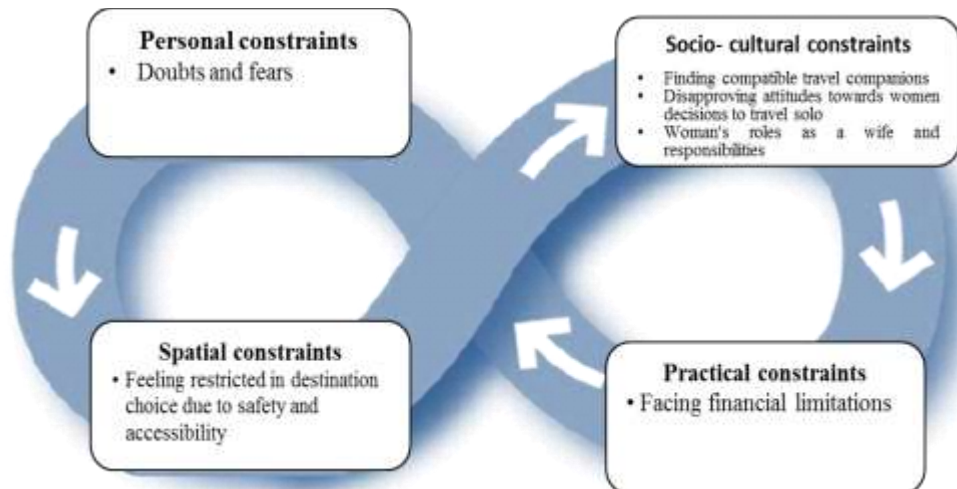 Personal constraints
• Doubts and fears
Socio- cultural constraints
• Finding compatible travel companions
• Disapproving attitudes towards women
decisions to travel solo
• Woman's roles as a wife and
responsibilities
Spatial constraints
• Feeling restricted in destination
choice due to safety and
accessibility
Practical constraints
• Facing financial limitations